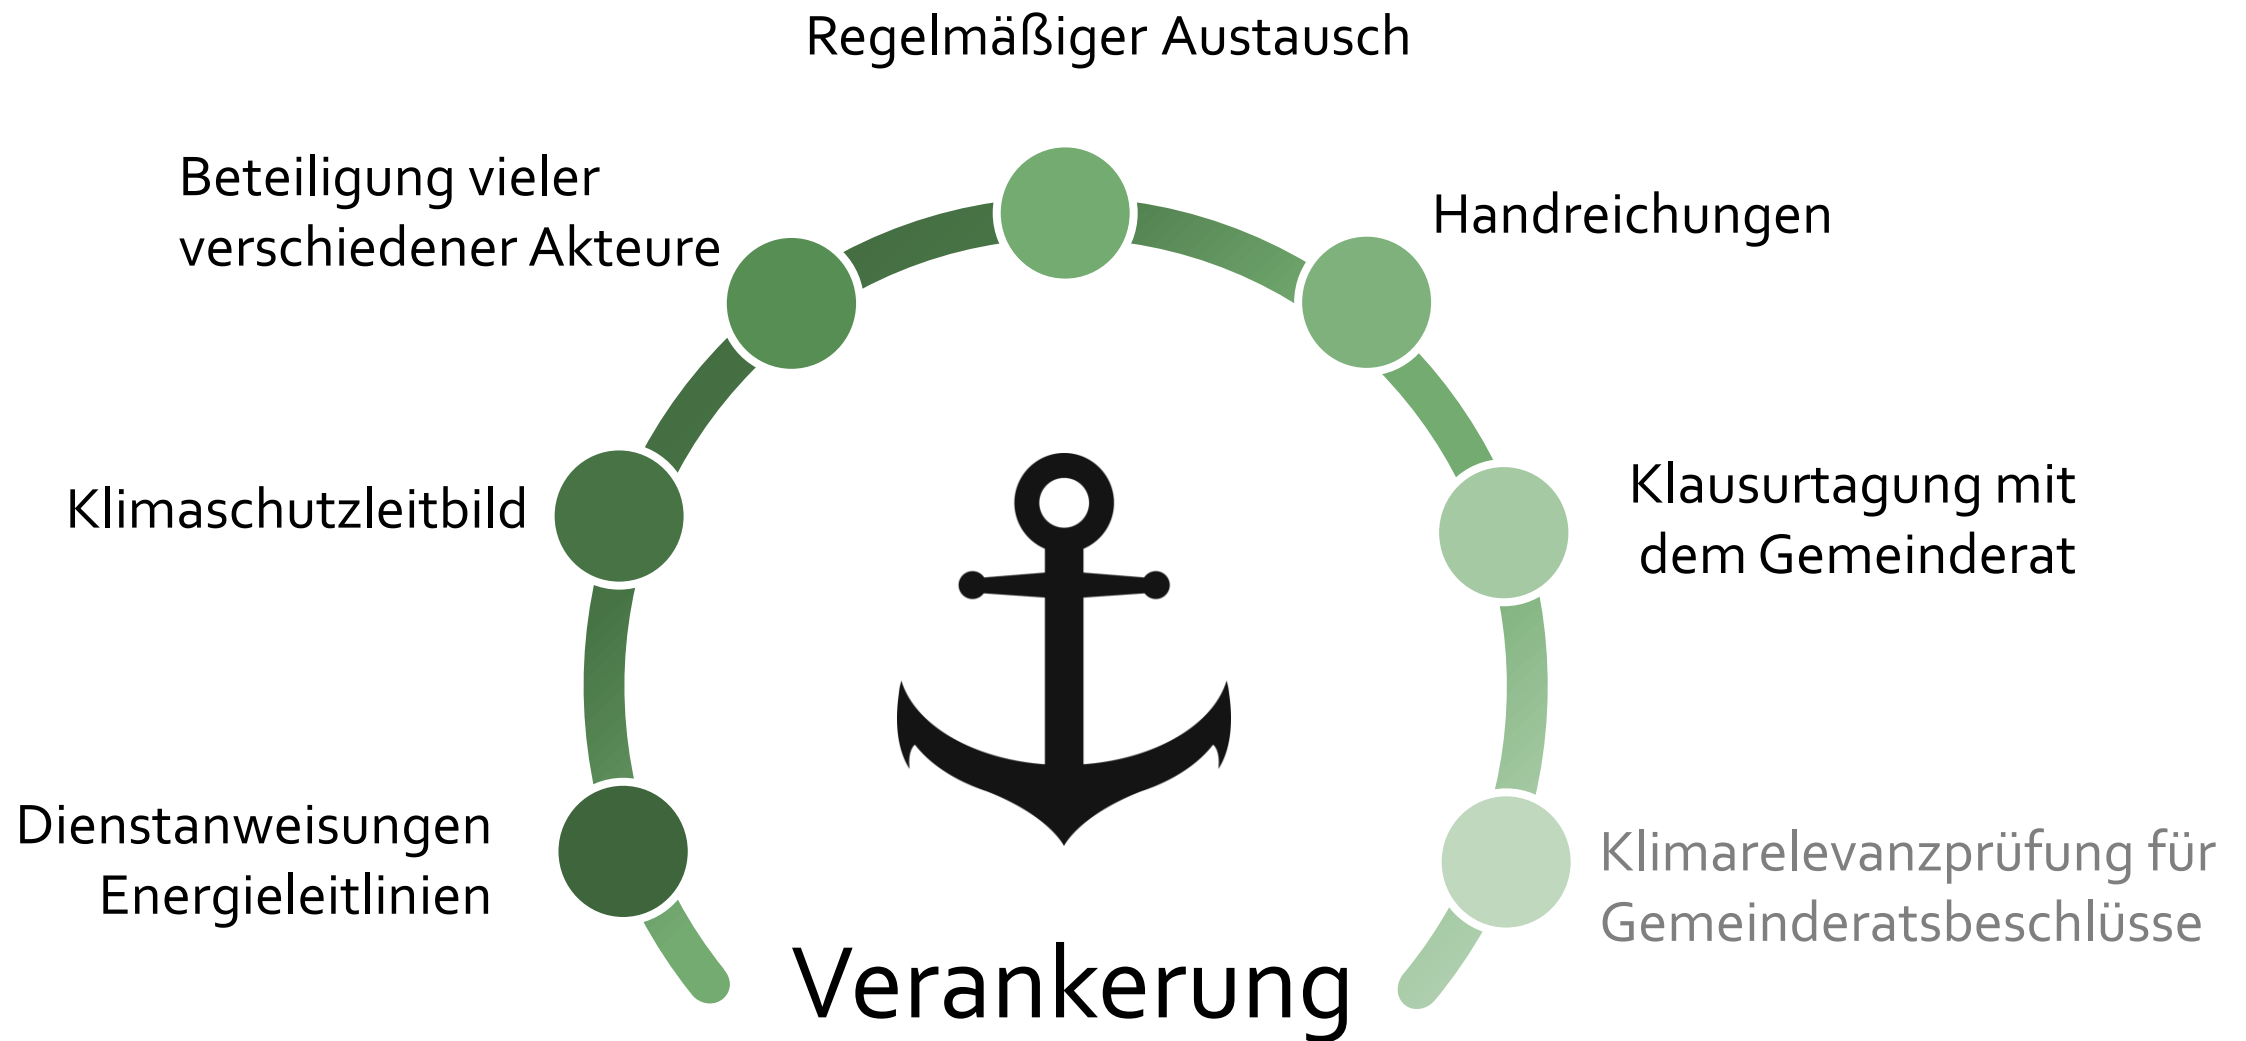 Regelmäßiger Austausch
Beteiligung vieler
verschiedener Akteure
Handreichungen
Klimaschutzleitbild
Klausurtagung mit
dem Gemeinderat
Dienstanweisungen
Energieleitlinien
Klimarelevanzprüfung für
Gemeinderatsbeschlüsse
Verankerung